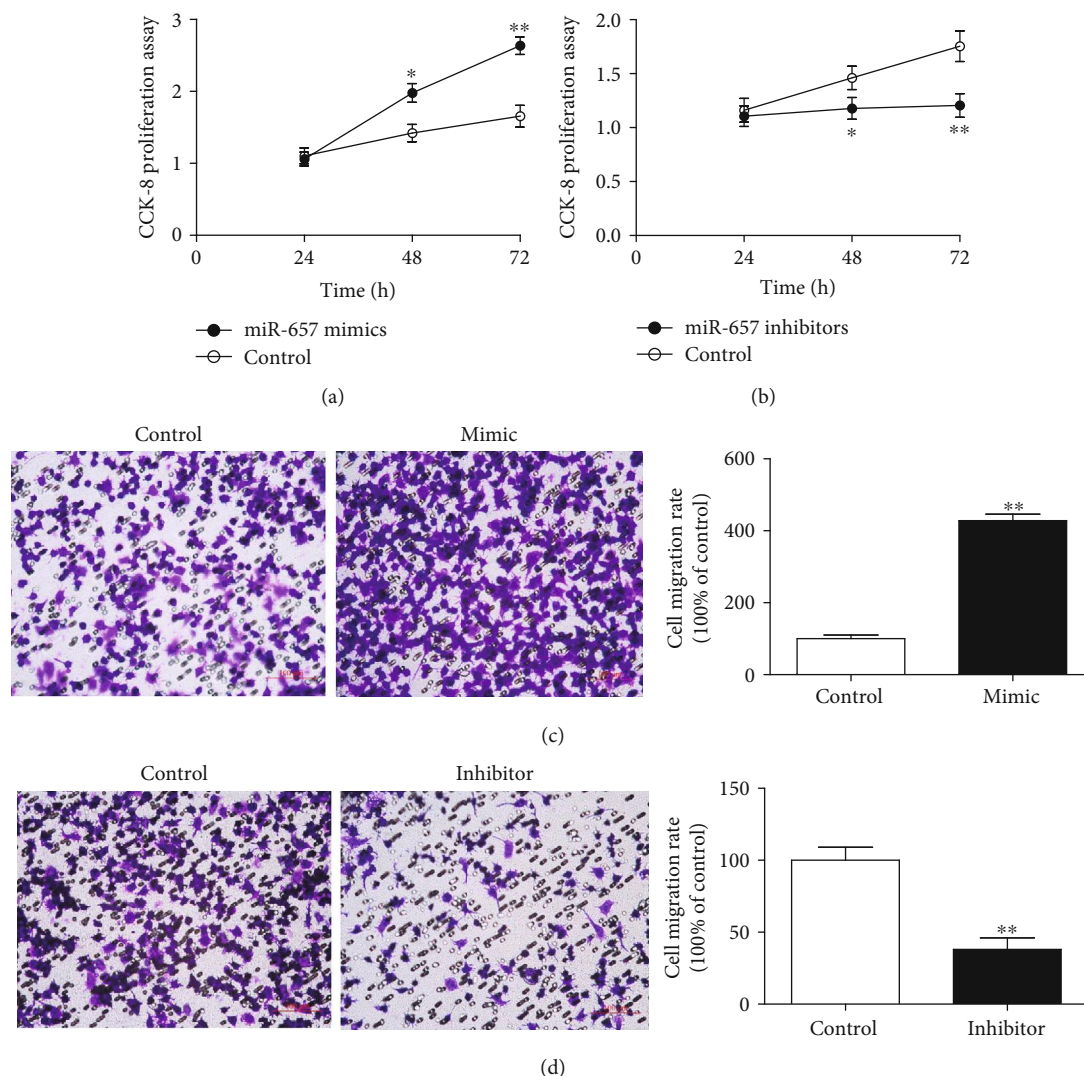 3
2
1
0
CCK-8 proliferation assay
*
**
0
24
48
72
Time (h)
miR-657 mimics
Control
(a)
2.0
1.5
1.0
0.5
0.0
CCK-8 proliferation assay
*
**
0
24
48
72
Time (h)
miR-657 inhibitors
Control
(b)
Control
Mimic
600
400
200
0
Cell migration rate
(100% of control)
**
Control
Mimic
(c)
Control
Inhibitor
150
100
50
0
Cell migration rate
(100% of control)
**
Control
Inhibitor
(d)